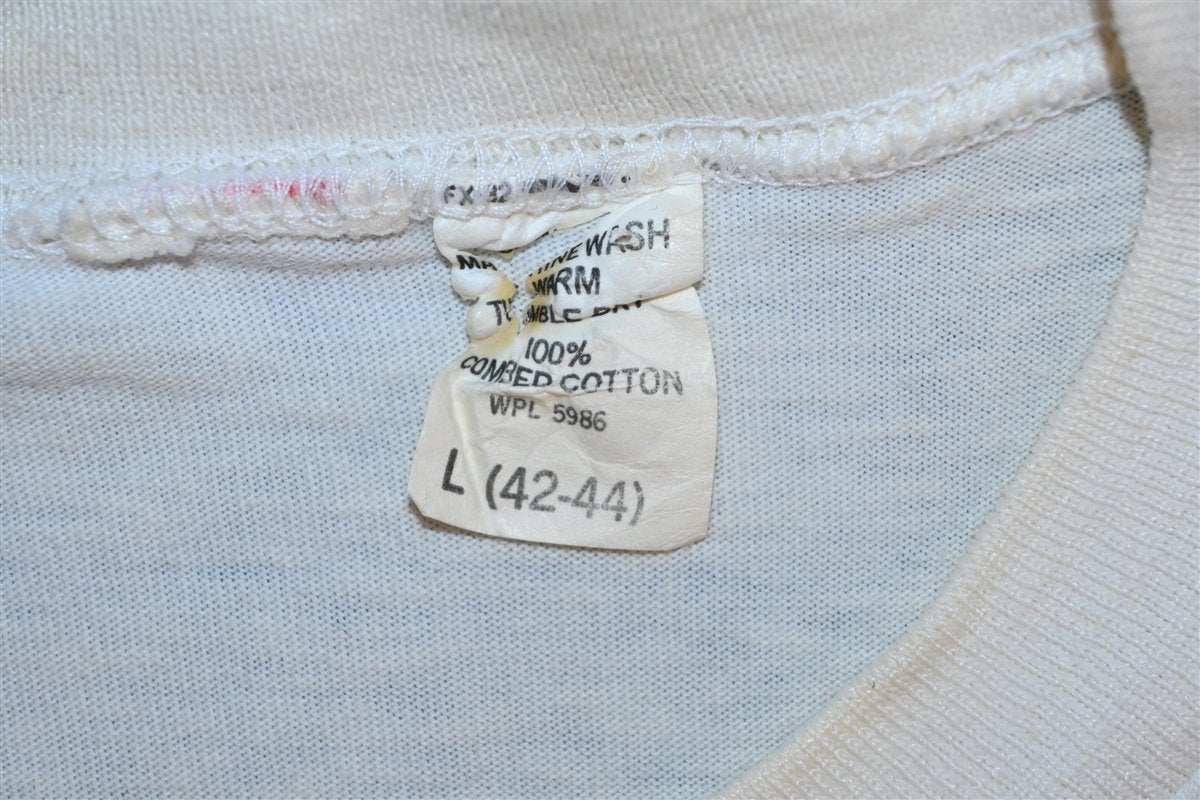 MACHINE WASH
WARM
TUMBLE DRY
100%
COMBED COTTON
WPL 5986
L (42-44)